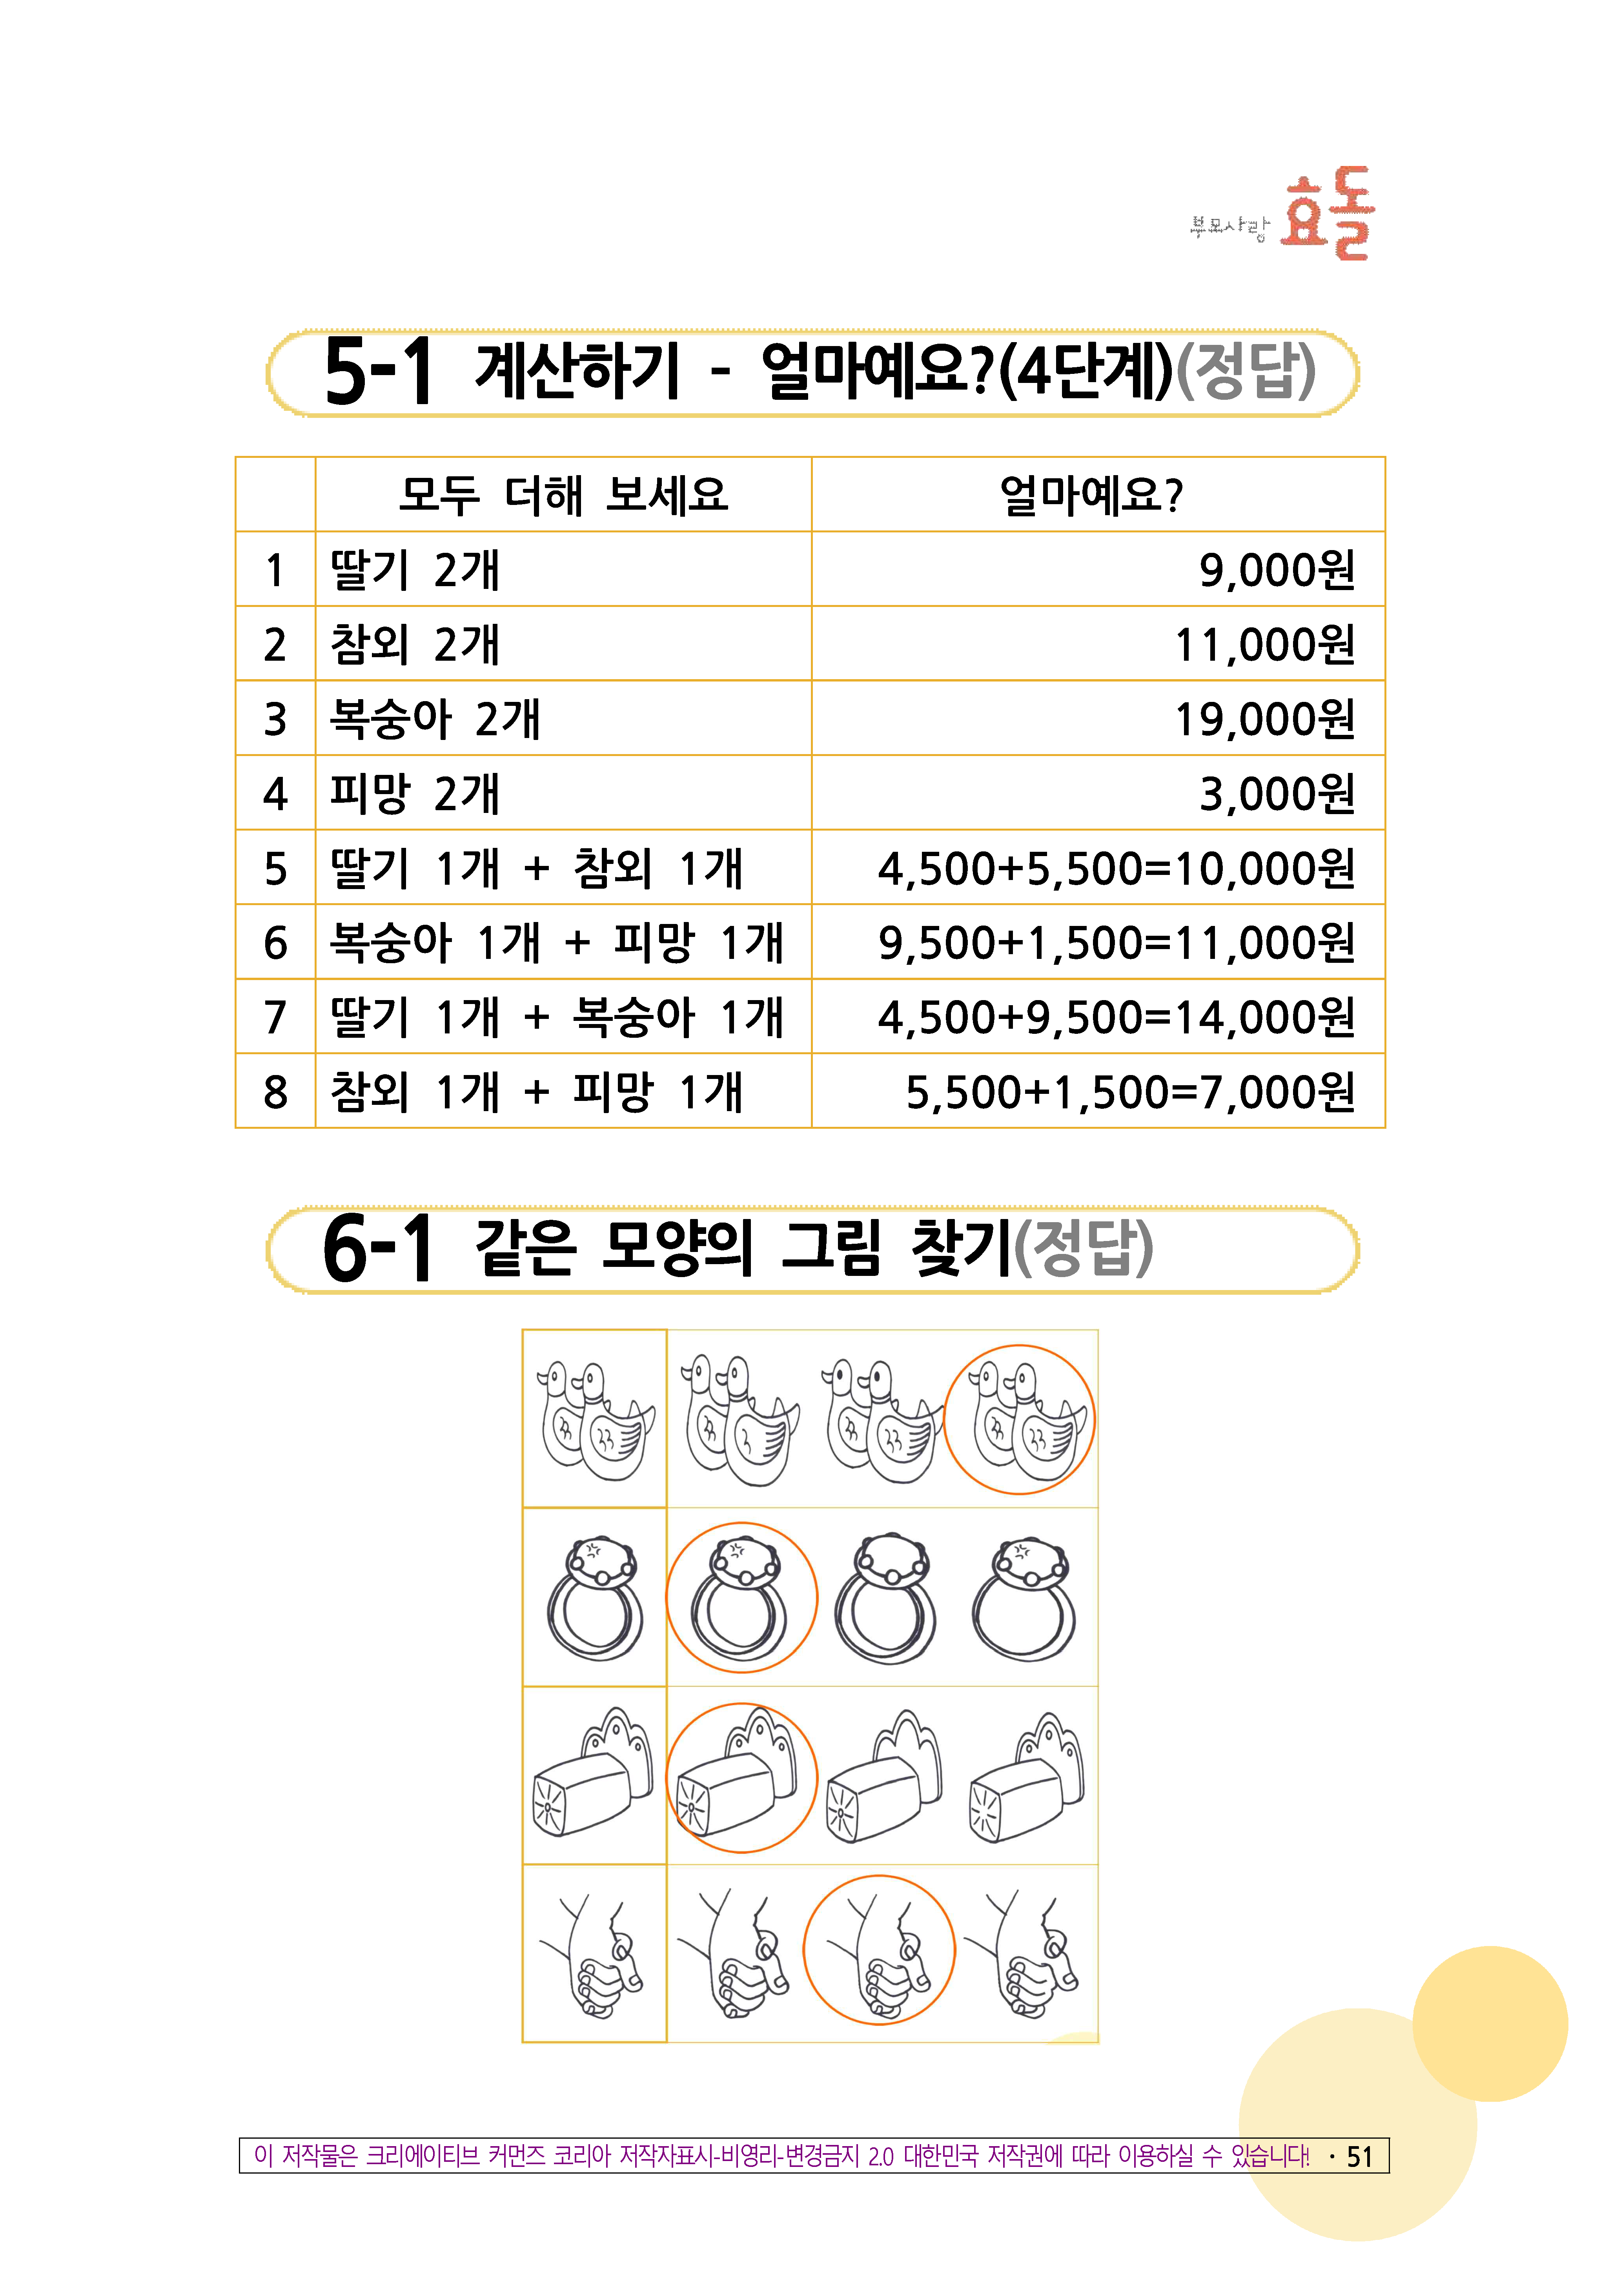 부모사랑 효돌
5-1 계산하기 - 얼마예요?(4단계)(정답)
모두 더해 보세요 얼마예요?
1 딸기 2개 9,000원
2 참외 2개 11,000원
3 복숭아 2개 19,000원
4 피망 2개 3,000원
5 딸기 1개 + 참외 1개 4,500+5,500=10,000원
6 복숭아 1개 + 피망 1개 9,500+1,500=11,000원
7 딸기 1개 + 복숭아 1개 4,500+9,500=14,000원
8 참외 1개 + 피망 1개 5,500+1,500=7,000원
6-1 같은 모양의 그림 찾기(정답)
이 저작물은 크리에이티브 커먼즈 코리아 저작자표시-비영리-변경금지 2.0 대한민국 저작권에 따라 이용하실 수 있습니다! · 51